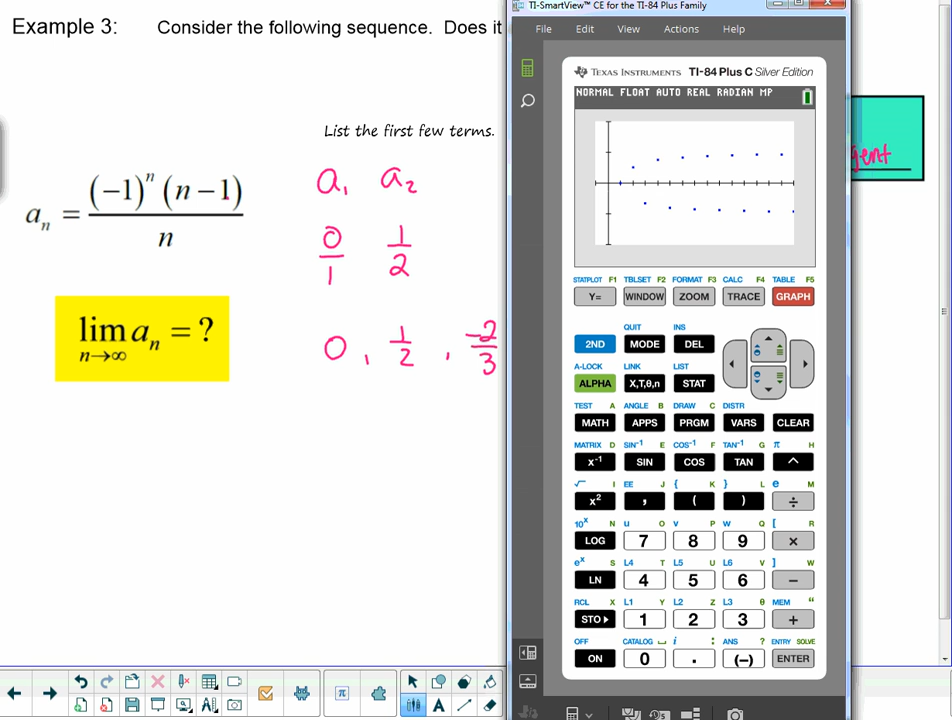 TI-SmartView™ CE for the TI-84 Plus Family
Example 3: Consider the following sequence. Does it
File Edit View Actions Help
TEXAS INSTRUMENTS TI-84 Plus C Silver Edition
NORMAL FLOAT AUTO REAL RADIAN MP
List the first few terms.
gent
a₁ a₂
aₙ = (−1)ⁿ (n − 1) / n
0/1 1/2
lim aₙ = ?
n→∞
0 , 1/2 , -2/3
STATPLOT F1 TBLSET F2 FORMAT F3 CALC F4 TABLE F5
Y= WINDOW ZOOM TRACE GRAPH
QUIT INS
2ND MODE DEL
A-LOCK LINK LIST
ALPHA X,T,θ,n STAT
TEST A ANGLE B DRAW C DISTR
MATH APPS PRGM VARS CLEAR
MATRIX D SIN⁻¹ E COS⁻¹ F TAN⁻¹ G π H
x⁻¹ SIN COS TAN ^
√ I EE J { K } L e M
x² , ( ) ÷
10ˣ N u O v P w Q [ R
LOG 7 8 9 ×
eˣ S L4 T L5 U L6 V ] W
LN 4 5 6 −
RCL X L1 Y L2 Z L3 θ MEM "
STO▸ 1 2 3 +
OFF CATALOG ␣ i : ANS ? ENTRY SOLVE
ON 0 . (−) ENTER
π
A